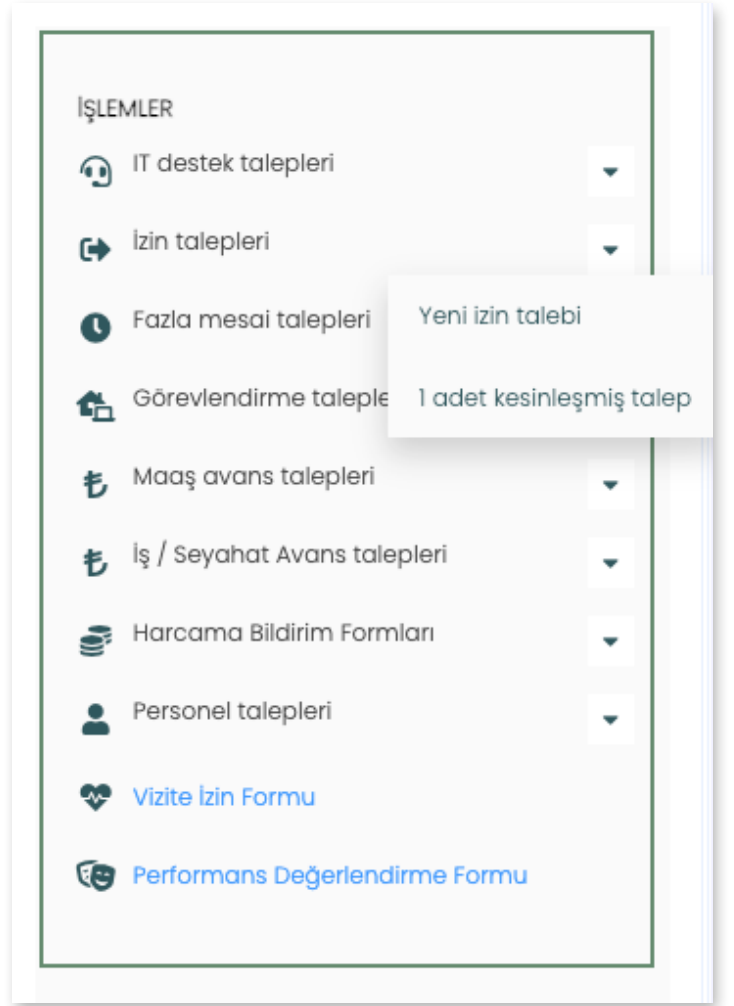 İŞLEMLER
IT destek talepleri
İzin talepleri
Yeni izin talebi
1 adet kesinleşmiş talep
Fazla mesai talepleri
Görevlendirme taleple
Maaş avans talepleri
İş / Seyahat Avans talepleri
Harcama Bildirim Formları
Personel talepleri
Vizite İzin Formu
Performans Değerlendirme Formu